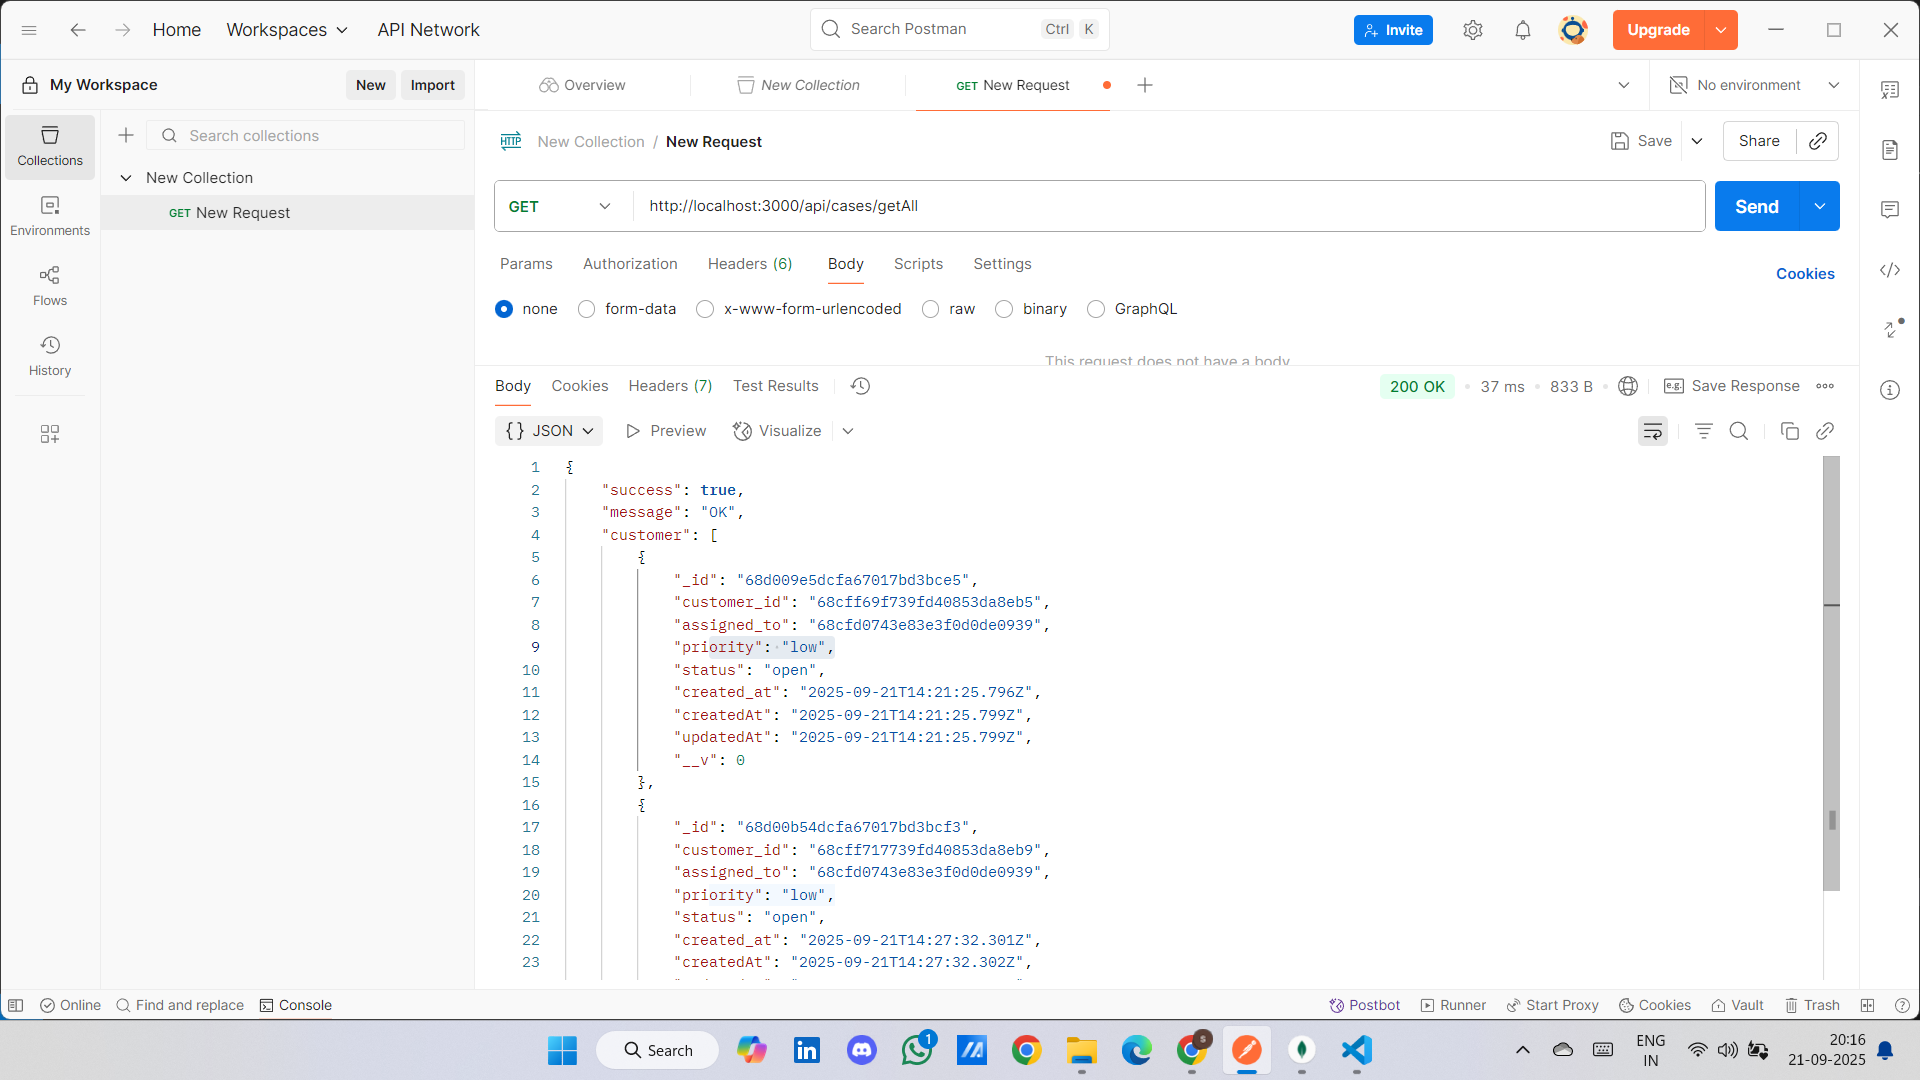 Home
Workspaces
API Network
Search Postman
Ctrl K
Invite
Upgrade
My Workspace
New
Import
Overview
New Collection
GET New Request
No environment
Collections
Environments
Flows
History
Search collections
New Collection
GET New Request
HTTP New Collection / New Request
Save
Share
GET
http://localhost:3000/api/cases/getAll
Send
Params
Authorization
Headers (6)
Body
Scripts
Settings
Cookies
none
form-data
x-www-form-urlencoded
raw
binary
GraphQL
This request does not have a body
Body
Cookies
Headers (7)
Test Results
200 OK
37 ms
833 B
e.g. Save Response
{} JSON
Preview
Visualize
1 {
2 "success": true,
3 "message": "OK",
4 "customer": [
5 {
6 "_id": "68d009e5dcfa67017bd3bce5",
7 "customer_id": "68cff69f739fd40853da8eb5",
8 "assigned_to": "68cfd0743e83e3f0d0de0939",
9 "priority": "low",
10 "status": "open",
11 "created_at": "2025-09-21T14:21:25.796Z",
12 "createdAt": "2025-09-21T14:21:25.799Z",
13 "updatedAt": "2025-09-21T14:21:25.799Z",
14 "__v": 0
15 },
16 {
17 "_id": "68d00b54dcfa67017bd3bcf3",
18 "customer_id": "68cff717739fd40853da8eb9",
19 "assigned_to": "68cfd0743e83e3f0d0de0939",
20 "priority": "low",
21 "status": "open",
22 "created_at": "2025-09-21T14:27:32.301Z",
23 "createdAt": "2025-09-21T14:27:32.302Z",
Online
Find and replace
Console
Postbot
Runner
Start Proxy
Cookies
Vault
Trash
Search
1
S
ENG
IN
20:16
21-09-2025